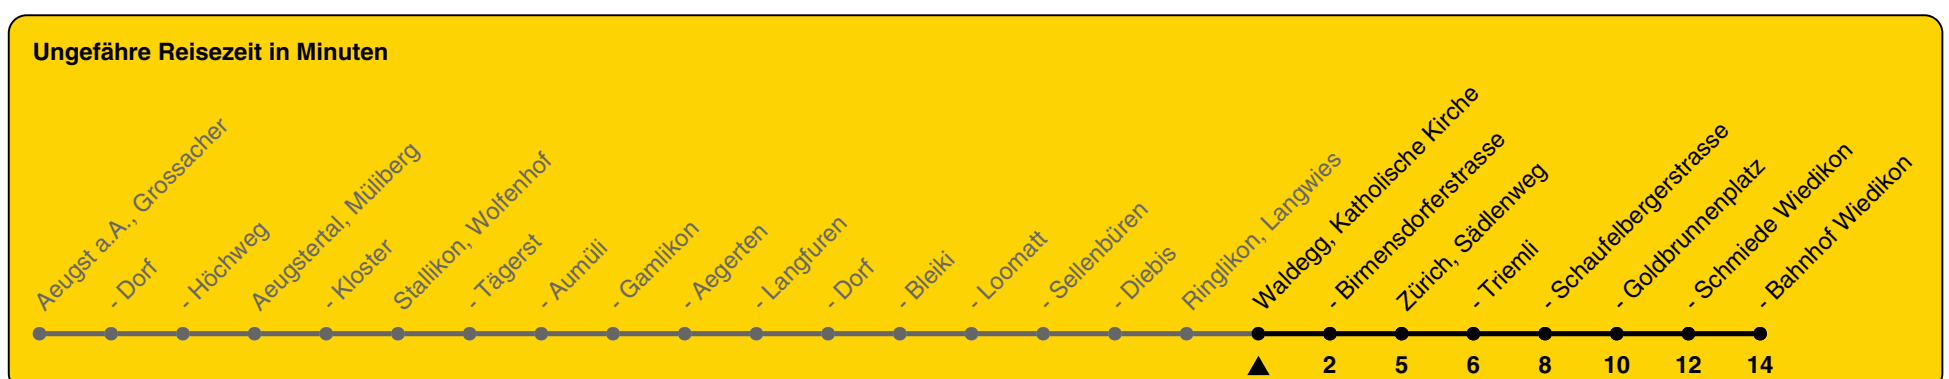 Ungefähre Reisezeit in Minuten
Aeugst a.A., Grossacher
- Dorf
- Höchweg
Aeugstertal, Müliberg
- Kloster
Stallikon, Wolfenhof
- Tägerst
- Aumüli
- Gamlikon
- Aegerten
- Langfuren
- Dorf
- Bleiki
- Loomatt
- Sellenbüren
- Diebis
Ringlikon, Langwies
Waldegg, Katholische Kirche
- Birmensdorferstrasse
Zürich, Sädlenweg
- Triemli
- Schaufelbergerstrasse
- Goldbrunnenplatz
- Schmiede Wiedikon
- Bahnhof Wiedikon
2 5 6 8 10 12 14